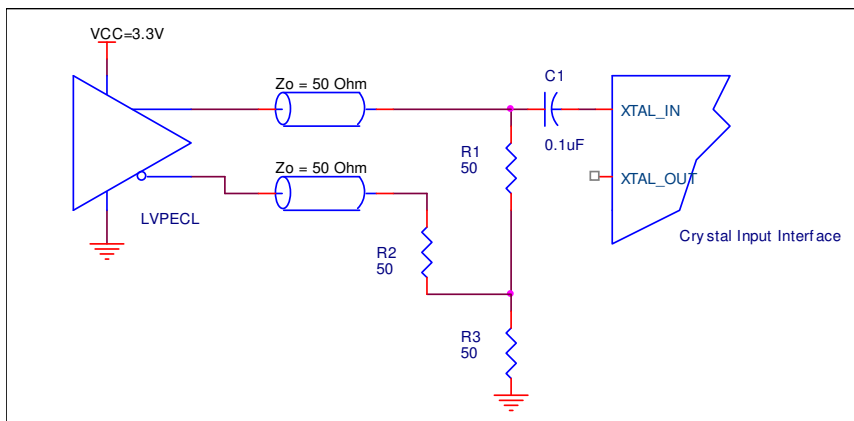 VCC=3.3V
Zo = 50 Ohm
C1
XTAL_IN
0.1uF
R1
50
Zo = 50 Ohm
XTAL_OUT
LVPECL
Crystal Input Interface
R2
50
R3
50